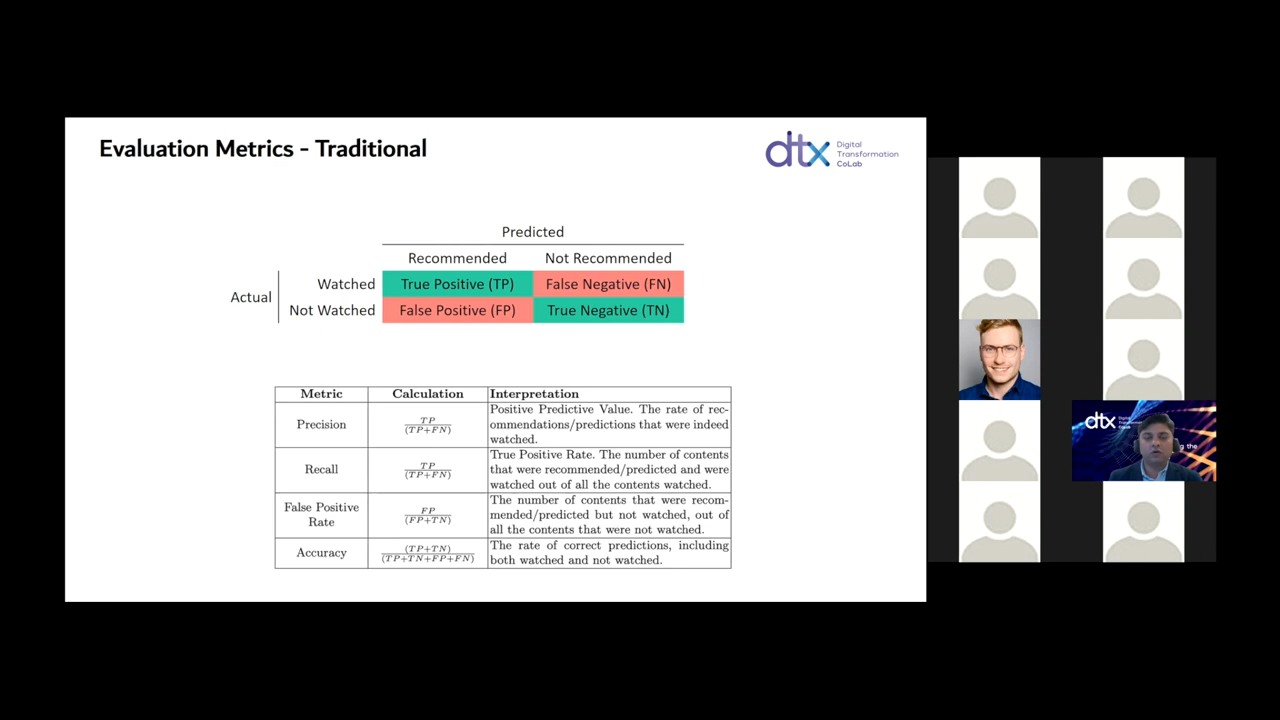 Evaluation Metrics - Traditional
dtx
Digital
Transformation
CoLab
Predicted
Recommended Not Recommended
Actual
Watched True Positive (TP) False Negative (FN)
Not Watched False Positive (FP) True Negative (TN)
Metric Calculation Interpretation
Precision TP/(TP+FN) Positive Predictive Value. The rate of rec-
ommendations/predictions that were indeed
watched.
Recall TP/(TP+FN) True Positive Rate. The number of contents
that were recommended/predicted and were
watched out of all the contents watched.
False Positive
Rate FP/(FP+TN) The number of contents that were recom-
mended/predicted but not watched, out of
all the contents that were not watched.
Accuracy (TP+TN)/(TP+TN+FP+FN) The rate of correct predictions, including
both watched and not watched.
dtx
Digital
CoLab
the